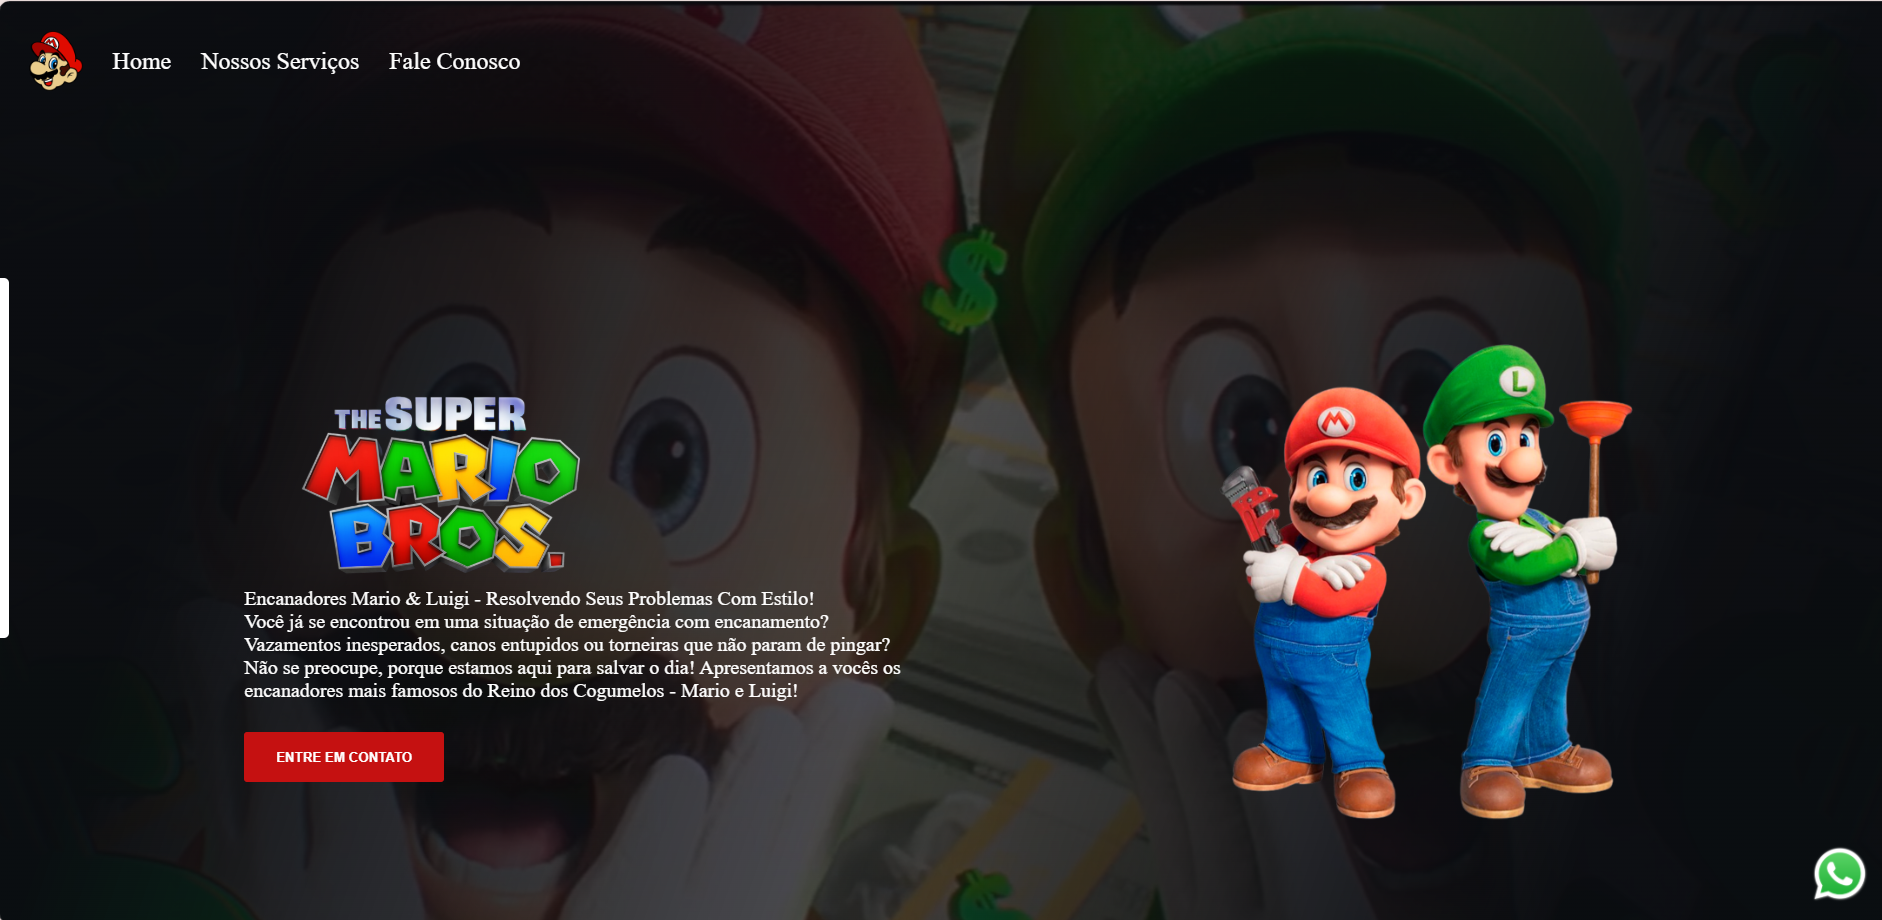 Home
Nossos Serviços
Fale Conosco
THE SUPER
MARIO
BROS.
M
L
Encanadores Mario & Luigi - Resolvendo Seus Problemas Com Estilo!
Você já se encontrou em uma situação de emergência com encanamento?
Vazamentos inesperados, canos entupidos ou torneiras que não param de pingar?
Não se preocupe, porque estamos aqui para salvar o dia! Apresentamos a vocês os
encanadores mais famosos do Reino dos Cogumelos - Mario e Luigi!
ENTRE EM CONTATO